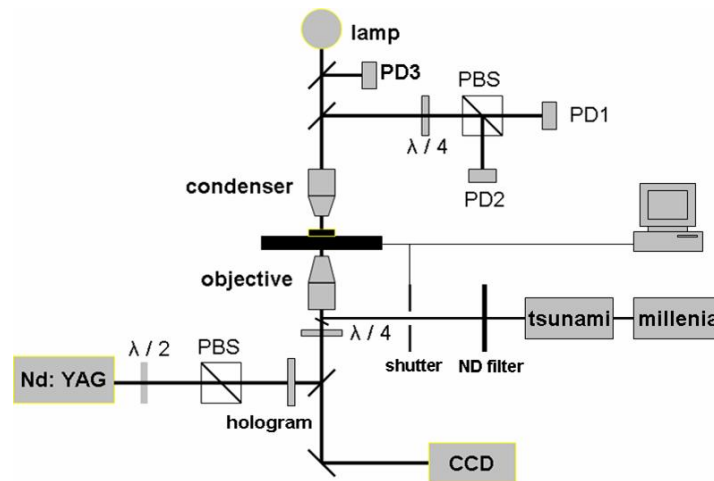 lamp
PD3
PBS
PD1
λ / 4
PD2
condenser
objective
tsunami
millenia
λ / 4
λ / 2
PBS
shutter
ND filter
Nd: YAG
hologram
CCD